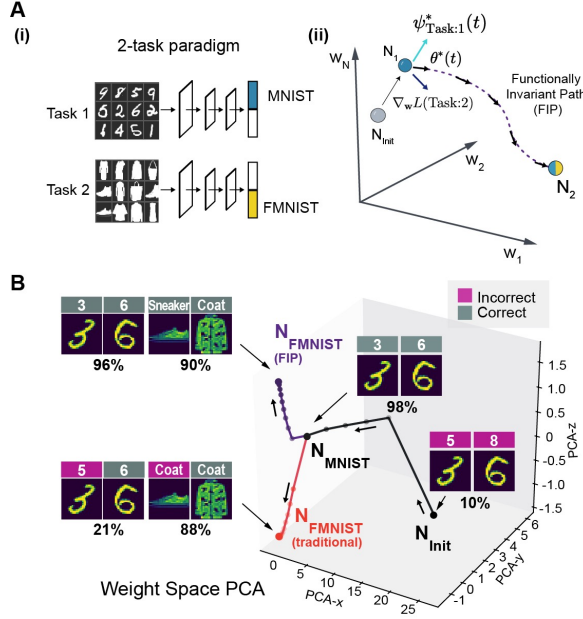 A
(i)
2-task paradigm
Task 1
MNIST
Task 2
FMNIST
(ii)
W_N
N_1
ψ*_Task:1(t)
θ*(t)
∇_w L(Task:2)
N_Init
Functionally
Invariant Path
(FIP)
W_2
N_2
W_1
B
3 6 Sneaker Coat
96% 90%
N_FMNIST
(FIP)
3 6
98%
Incorrect
Correct
5 8
10%
N_MNIST
N_Init
5 6 Coat Coat
21% 88%
N_FMNIST
(traditional)
Weight Space PCA
PCA-x
0 5 10 15 20 25
PCA-y
-1 0 1 2 3 4 5 6
PCA-z
1.5
1.0
0.5
0
-0.5
-1.0
-1.5